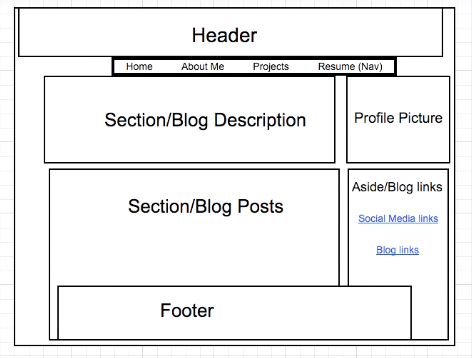 Header
Home About Me Projects Resume (Nav)
Section/Blog Description
Profile Picture
Section/Blog Posts
Aside/Blog links
Social Media links
Blog links
Footer